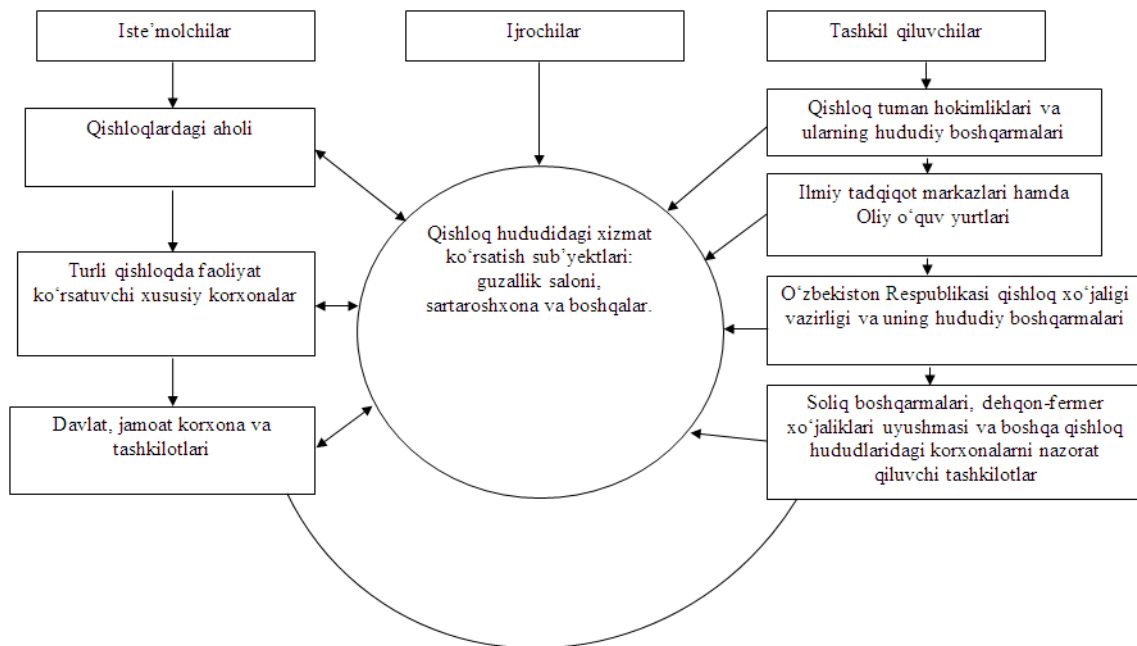 Iste’molchilar
Ijrochilar
Tashkil qiluvchilar
Qishloqlardagi aholi
Turli qishloqda faoliyat
ko‘rsatuvchi xususiy korxonalar
Davlat, jamoat korxona va
tashkilotlari
Qishloq hududidagi xizmat
ko‘rsatish sub’yektlari:
guzallik saloni,
sartaroshxona va boshqalar.
Qishloq tuman hokimliklari va
ularning hududiy boshqarmalari
Ilmiy tadqiqot markazlari hamda
Oliy o‘quv yurtlari
O‘zbekiston Respublikasi qishloq xo‘jaligi
vazirligi va uning hududiy boshqarmalari
Soliq boshqarmalari, dehqon-fermer
xo‘jaliklari uyushmasi va boshqa qishloq
hududlaridagi korxonalarni nazorat
qiluvchi tashkilotlar